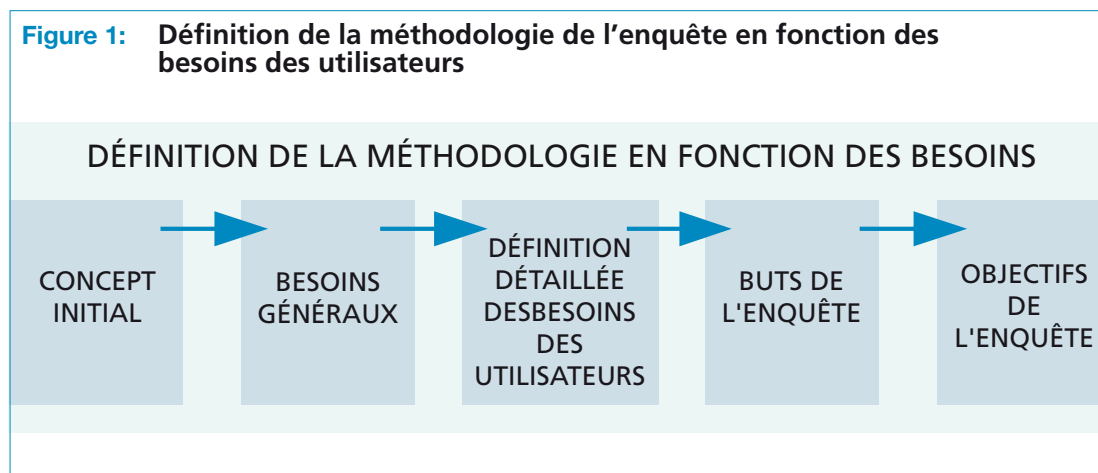 Figure 1: Définition de la méthodologie de l'enquête en fonction des
besoins des utilisateurs
DÉFINITION DE LA MÉTHODOLOGIE EN FONCTION DES BESOINS
CONCEPT
INITIAL
BESOINS
GÉNÉRAUX
DÉFINITION
DÉTAILLÉE
DESBESOINS
DES
UTILISATEURS
BUTS DE
L'ENQUÊTE
OBJECTIFS
DE
L'ENQUÊTE